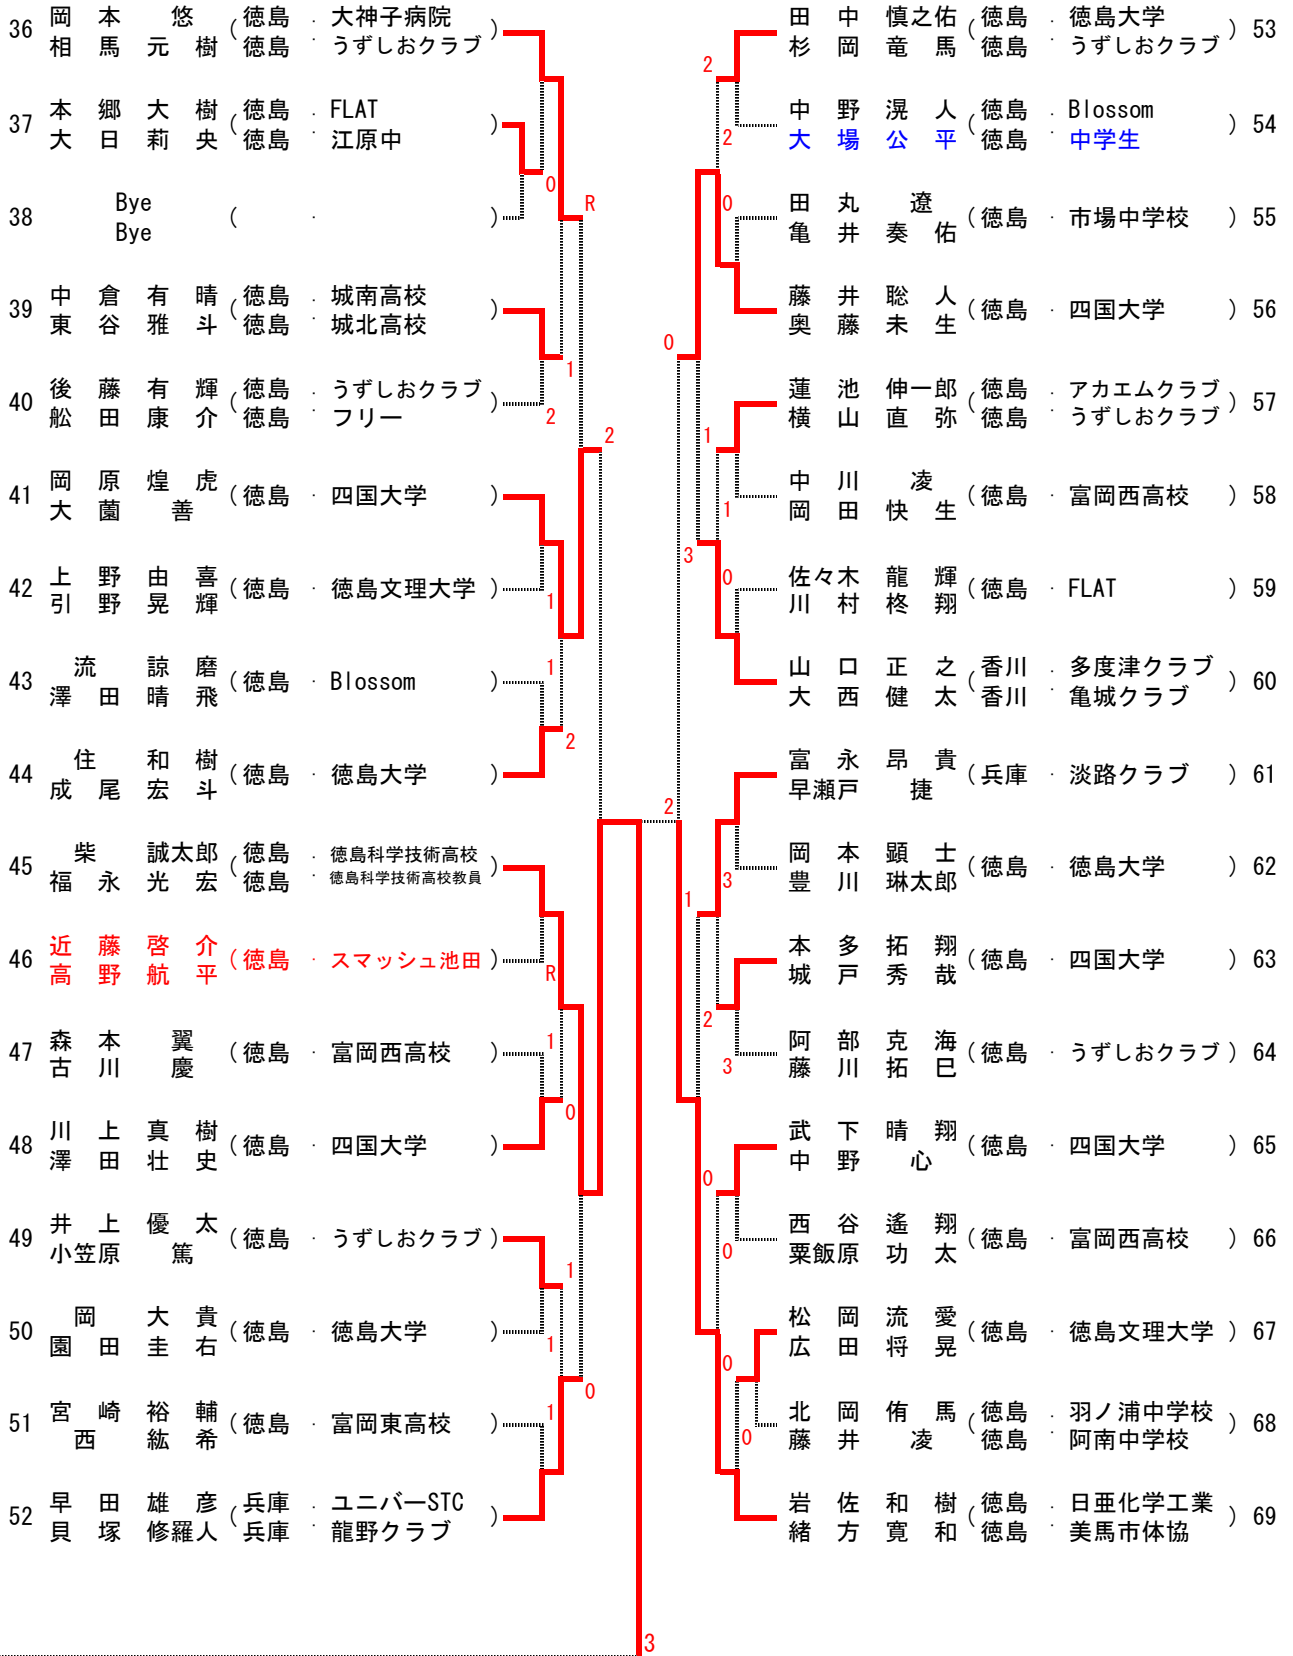 36 岡本 悠 (徳島 · 大神子病院)
相馬元樹 徳島 · うずしおクラブ
37 本郷大樹 (徳島 · FLAT)
大日莉央 徳島 · 江原中
38 Bye ( · )
Bye
39 中倉有晴 (徳島 · 城南高校)
東谷雅斗 徳島 · 城北高校
40 後藤有輝 (徳島 · うずしおクラブ)
舩田康介 徳島 · フリー
41 岡原煌虎 (徳島 · 四国大学)
大薗 善
42 上野由喜 (徳島 · 徳島文理大学)
引野晃輝
43 流 諒磨 (徳島 · Blossom)
澤田晴飛
44 住 和樹 (徳島 · 徳島大学)
成尾宏斗
45 柴 誠太郎 (徳島 · 徳島科学技術高校)
福永光宏 徳島 · 徳島科学技術高校教員
46 近藤啓介 (徳島 · スマッシュ池田)
高野航平
47 森本 翼 (徳島 · 富岡西高校)
古川 慶
48 川上真樹 (徳島 · 四国大学)
澤田壮史
49 井上優太 (徳島 · うずしおクラブ)
小笠原 篤
50 岡 大貴 (徳島 · 徳島大学)
園田圭右
51 宮崎裕輔 (徳島 · 富岡東高校)
西 紘希
52 早田雄彦 (兵庫 · ユニバーSTC)
貝塚修羅人 兵庫 · 龍野クラブ
0
R
1
2
2
1
1
2
R
1
0
1
1
1
0
3
田中慎之佑 (徳島 · 徳島大学) 53
杉岡竜馬 徳島 · うずしおクラブ
中野滉人 (徳島 · Blossom) 54
大場公平 徳島 · 中学生
田丸 遼 (徳島 · 市場中学校) 55
亀井奏佑
藤井聡人 (徳島 · 四国大学) 56
奥藤未生
蓮池伸一郎 (徳島 · アカエムクラブ) 57
横山直弥 徳島 · うずしおクラブ
中川 凌 (徳島 · 富岡西高校) 58
岡田快生
佐々木龍輝 (徳島 · FLAT) 59
川村柊翔
山口正之 (香川 · 多度津クラブ) 60
大西健太 香川 · 亀城クラブ
富永昂貴 (兵庫 · 淡路クラブ) 61
早瀬戸 捷
岡本顕士 (徳島 · 徳島大学) 62
豊川琳太郎
本多拓翔 (徳島 · 四国大学) 63
城戸秀哉
阿部克海 (徳島 · うずしおクラブ) 64
藤川拓巳
武下晴翔 (徳島 · 四国大学) 65
中野 心
西谷遙翔 (徳島 · 富岡西高校) 66
粟飯原功太
松岡流愛 (徳島 · 徳島文理大学) 67
広田将晃
北岡侑馬 (徳島 · 羽ノ浦中学校) 68
藤井 凌 徳島 · 阿南中学校
岩佐和樹 (徳島 · 日亜化学工業) 69
緒方寛和 徳島 · 美馬市体協
2
2
0
0
1
1
3
0
2
3
1
2
3
0
0
0
0